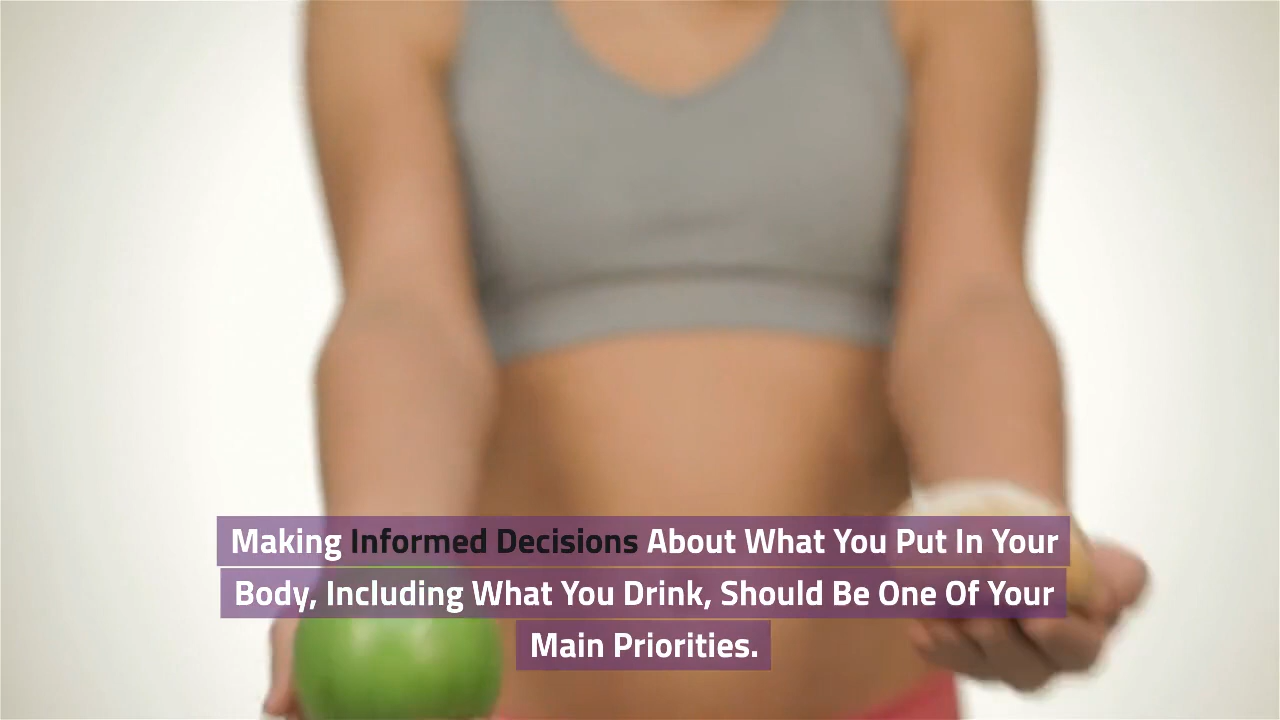 Making Informed Decisions About What You Put In Your
Body, Including What You Drink, Should Be One Of Your
Main Priorities.